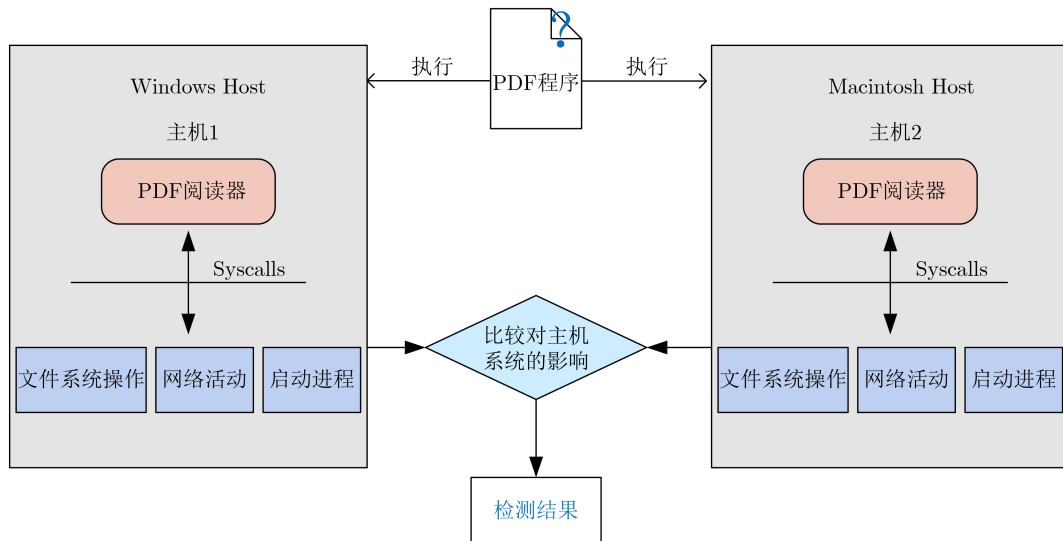 ?
PDF程序
执行
执行
Windows Host
主机1
PDF阅读器
Syscalls
文件系统操作
网络活动
启动进程
Macintosh Host
主机2
PDF阅读器
Syscalls
文件系统操作
网络活动
启动进程
比较对主机
系统的影响
检测结果